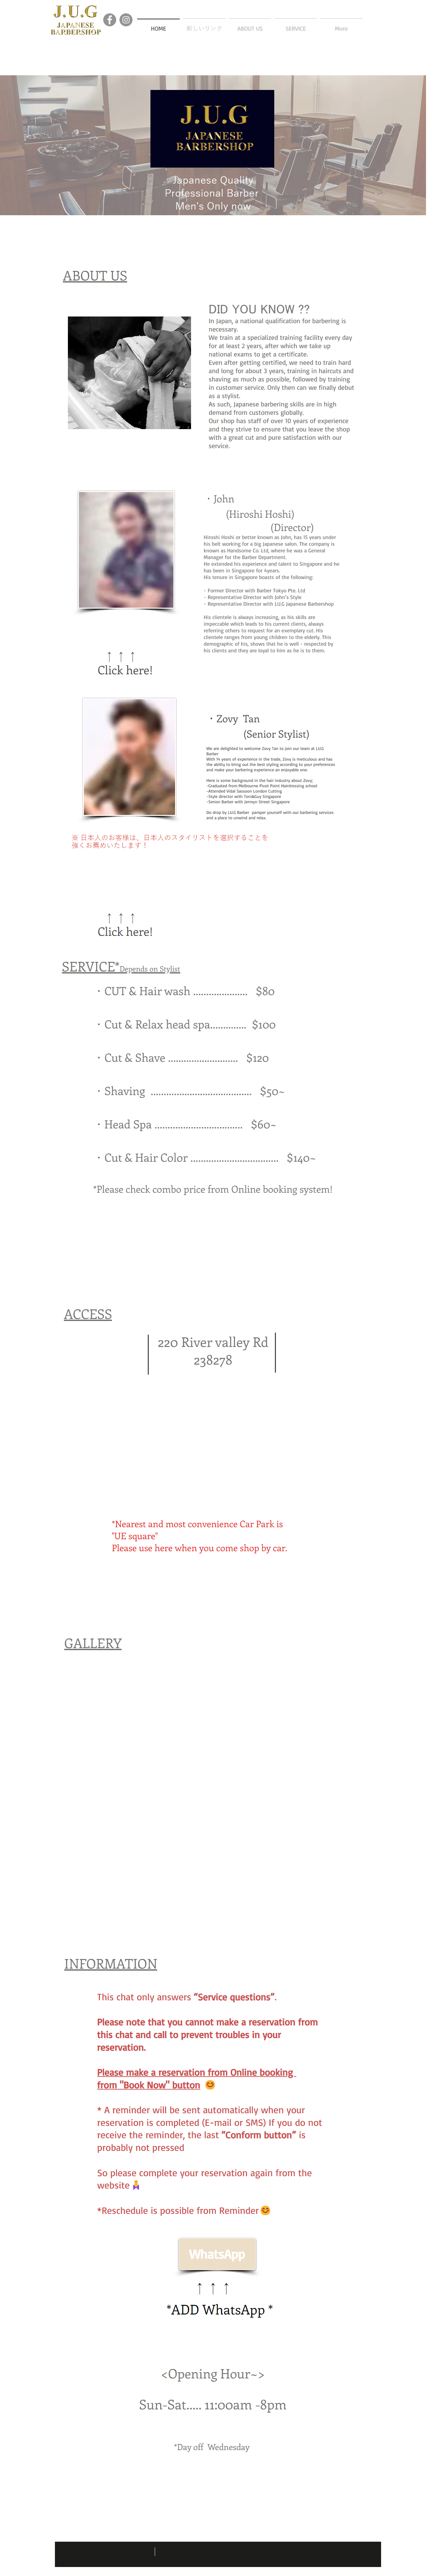 J.U.G
JAPANESE
BARBERSHOP
HOME
新しいリンク
ABOUT US
SERVICE
More
J.U.G
JAPANESE
BARBERSHOP
Japanese Quality
Professional Barber
Men's Only now
ABOUT US
DID YOU KNOW ??
In Japan, a national qualification for barbering is
necessary.
We train at a specialized training facility every day
for at least 2 years, after which we take up
national exams to get a certificate.
Even after getting certified, we need to train hard
and long for about 3 years, training in haircuts and
shaving as much as possible, followed by training
in customer service. Only then can we finally debut
as a stylist.
As such, Japanese barbering skills are in high
demand from customers globally.
Our shop has staff of over 10 years of experience
and they strive to ensure that you leave the shop
with a great cut and pure satisfaction with our
service.
・John
(Hiroshi Hoshi)
(Director)
Hiroshi Hoshi or better known as John, has 15 years under
his belt working for a big Japanese salon. The company is
known as Handsome Co. Ltd, where he was a General
Manager for the Barber Department.
He extended his experience and talent to Singapore and he
has been in Singapore for 4years.
His tenure in Singapore boasts of the following:
- Former Director with Barber Tokyo Pte. Ltd
- Representative Director with John's Style
- Representative Director with J.U.G Japanese Barbershop
His clientele is always increasing, as his skills are
impeccable which leads to his current clients, always
referring others to request for an exemplary cut. His
clientele ranges from young children to the elderly. This
demographic of his, shows that he is well - respected by
his clients and they are loyal to him as he is to them.
↑ ↑ ↑
Click here!
・Zovy Tan
(Senior Stylist)
We are delighted to welcome Zovy Tan to join our team at J.U.G
Barber
With 14 years of experience in the trade, Zovy is meticulous and has
the ability to bring out the best styling according to your preferences
and make your barbering experience an enjoyable one.
Here is some background in the hair industry about Zovy;
-Graduated from Melbourne Pivot Point Hairdressing school
-Attended Vidal Sassoon London Cutting
-Style director with Toni&Guy Singapore
-Senior Barber with Jermyn Street Singapore
Do drop by J.U.G Barber pamper yourself with our barbering services
and a place to unwind and relax.
※ 日本人のお客様は、日本人のスタイリストを選択することを
強くお薦めいたします！
↑ ↑ ↑
Click here!
SERVICE*Depends on Stylist
・CUT & Hair wash ..................... $80
・Cut & Relax head spa.............. $100
・Cut & Shave ........................... $120
・Shaving ....................................... $50~
・Head Spa .................................. $60~
・Cut & Hair Color .................................. $140~
*Please check combo price from Online booking system!
ACCESS
220 River valley Rd
238278
*Nearest and most convenience Car Park is
"UE square"
Please use here when you come shop by car.
GALLERY
INFORMATION
This chat only answers “Service questions”.
Please note that you cannot make a reservation from
this chat and call to prevent troubles in your
reservation.
Please make a reservation from Online booking
from "Book Now" button 😊
* A reminder will be sent automatically when your
reservation is completed (E-mail or SMS) If you do not
receive the reminder, the last “Conform button” is
probably not pressed
So please complete your reservation again from the
website🧘
*Reschedule is possible from Reminder😊
WhatsApp
↑ ↑ ↑
*ADD WhatsApp *
<Opening Hour~>
Sun-Sat..... 11:00am -8pm
*Day off Wednesday